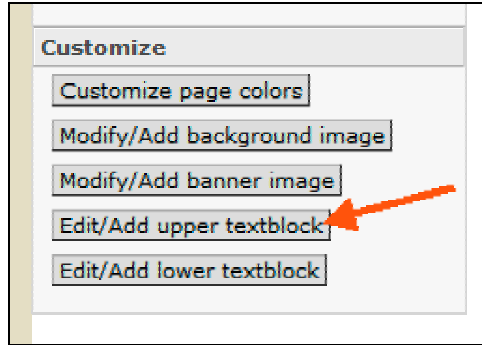 Customize
Customize page colors
Modify/Add background image
Modify/Add banner image
Edit/Add upper textblock
Edit/Add lower textblock